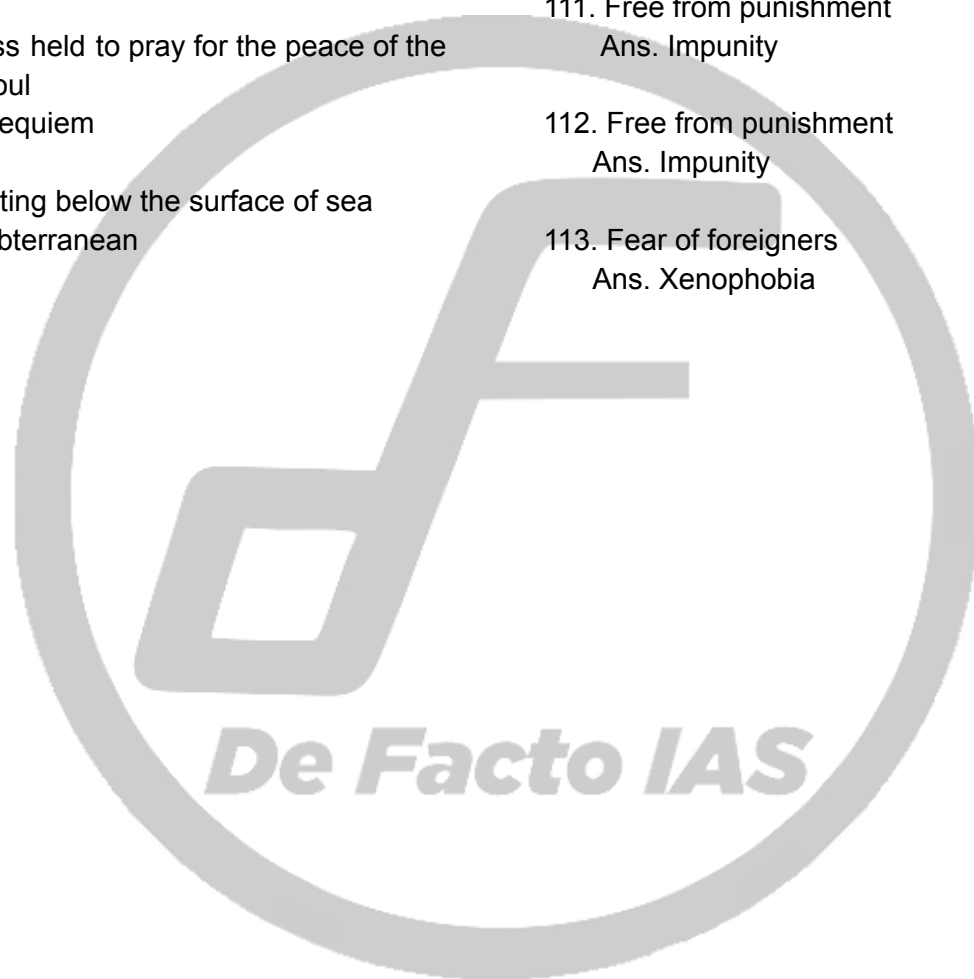 ss held to pray for the peace of the
oul
equiem
ting below the surface of sea
bterranean
111. Free from punishment
Ans. Impunity
112. Free from punishment
Ans. Impunity
113. Fear of foreigners
Ans. Xenophobia
De Facto IAS